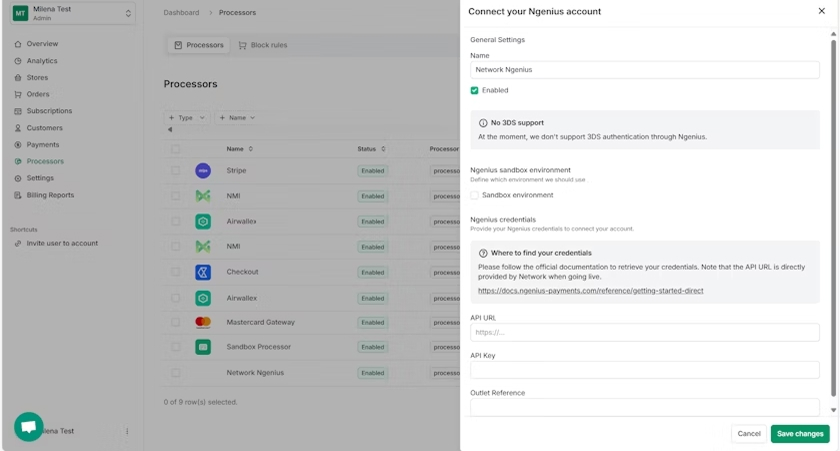 MT
Milena Test
Admin
Overview
Analytics
Stores
Orders
Subscriptions
Customers
Payments
Processors
Settings
Billing Reports
Shortcuts
Invite user to account
lena Test
Dashboard > Processors
Processors
Block rules
Processors
+ Type
+ Name
Name Status Processor
Stripe Enabled processo
NMI Enabled processo
Airwallex Enabled processo
NMI Enabled processo
Checkout Enabled processo
Airwallex Enabled processo
Mastercard Gateway Enabled processo
Sandbox Processor Enabled processo
Network Ngenius Enabled processo
0 of 9 row(s) selected.
Connect your Ngenius account
General Settings
Name
Network Ngenius
Enabled
No 3DS support
At the moment, we don't support 3DS authentication through Ngenius.
Ngenius sandbox environment
Define which environment we should use
Sandbox environment
Ngenius credentials
Provide your Ngenius credentials to connect your account.
Where to find your credentials
Please follow the official documentation to retrieve your credentials. Note that the API URL is directly
provided by Network when going live.
https://docs.ngenius-payments.com/reference/getting-started-direct
API URL
https://...
API Key
Outlet Reference
Cancel
Save changes